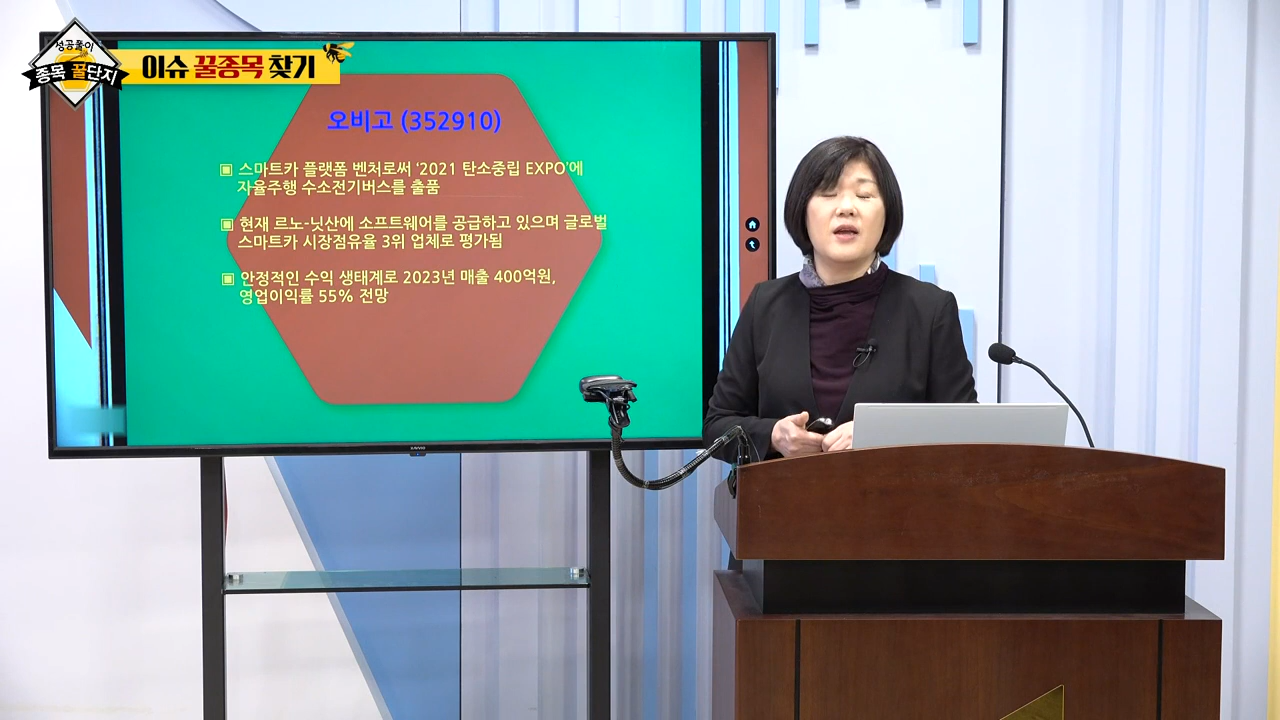 성공쫄이
종목 꿀단지
이슈 꿀종목 찾기
오비고 (352910)
▣ 스마트카 플랫폼 벤처로써 '2021 탄소중립 EXPO'에
자율주행 수소전기버스를 출품
▣ 현재 르노-닛산에 소프트웨어를 공급하고 있으며 글로벌
스마트카 시장점유율 3위 업체로 평가됨
▣ 안정적인 수익 생태계로 2023년 매출 400억원,
영업이익률 55% 전망